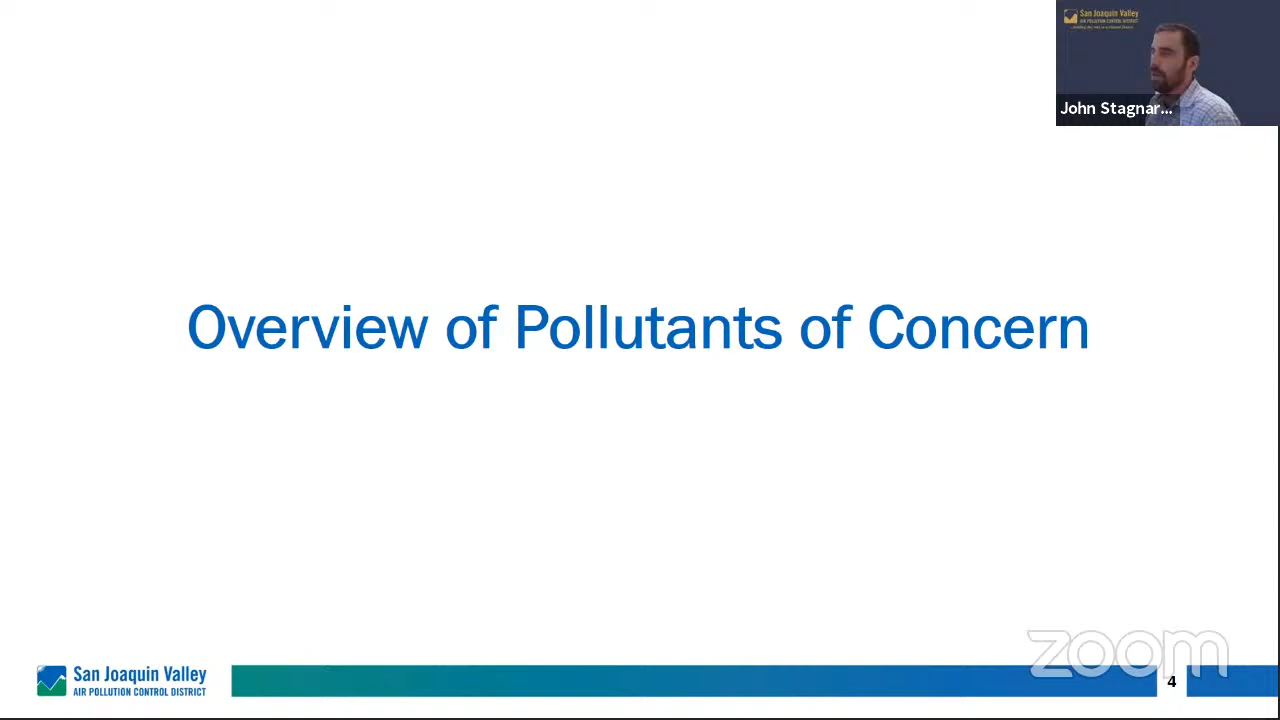 San Joaquin Valley
AIR POLLUTION CONTROL DISTRICT
John Stagnar...
Overview of Pollutants of Concern
zoom
San Joaquin Valley
AIR POLLUTION CONTROL DISTRICT
4